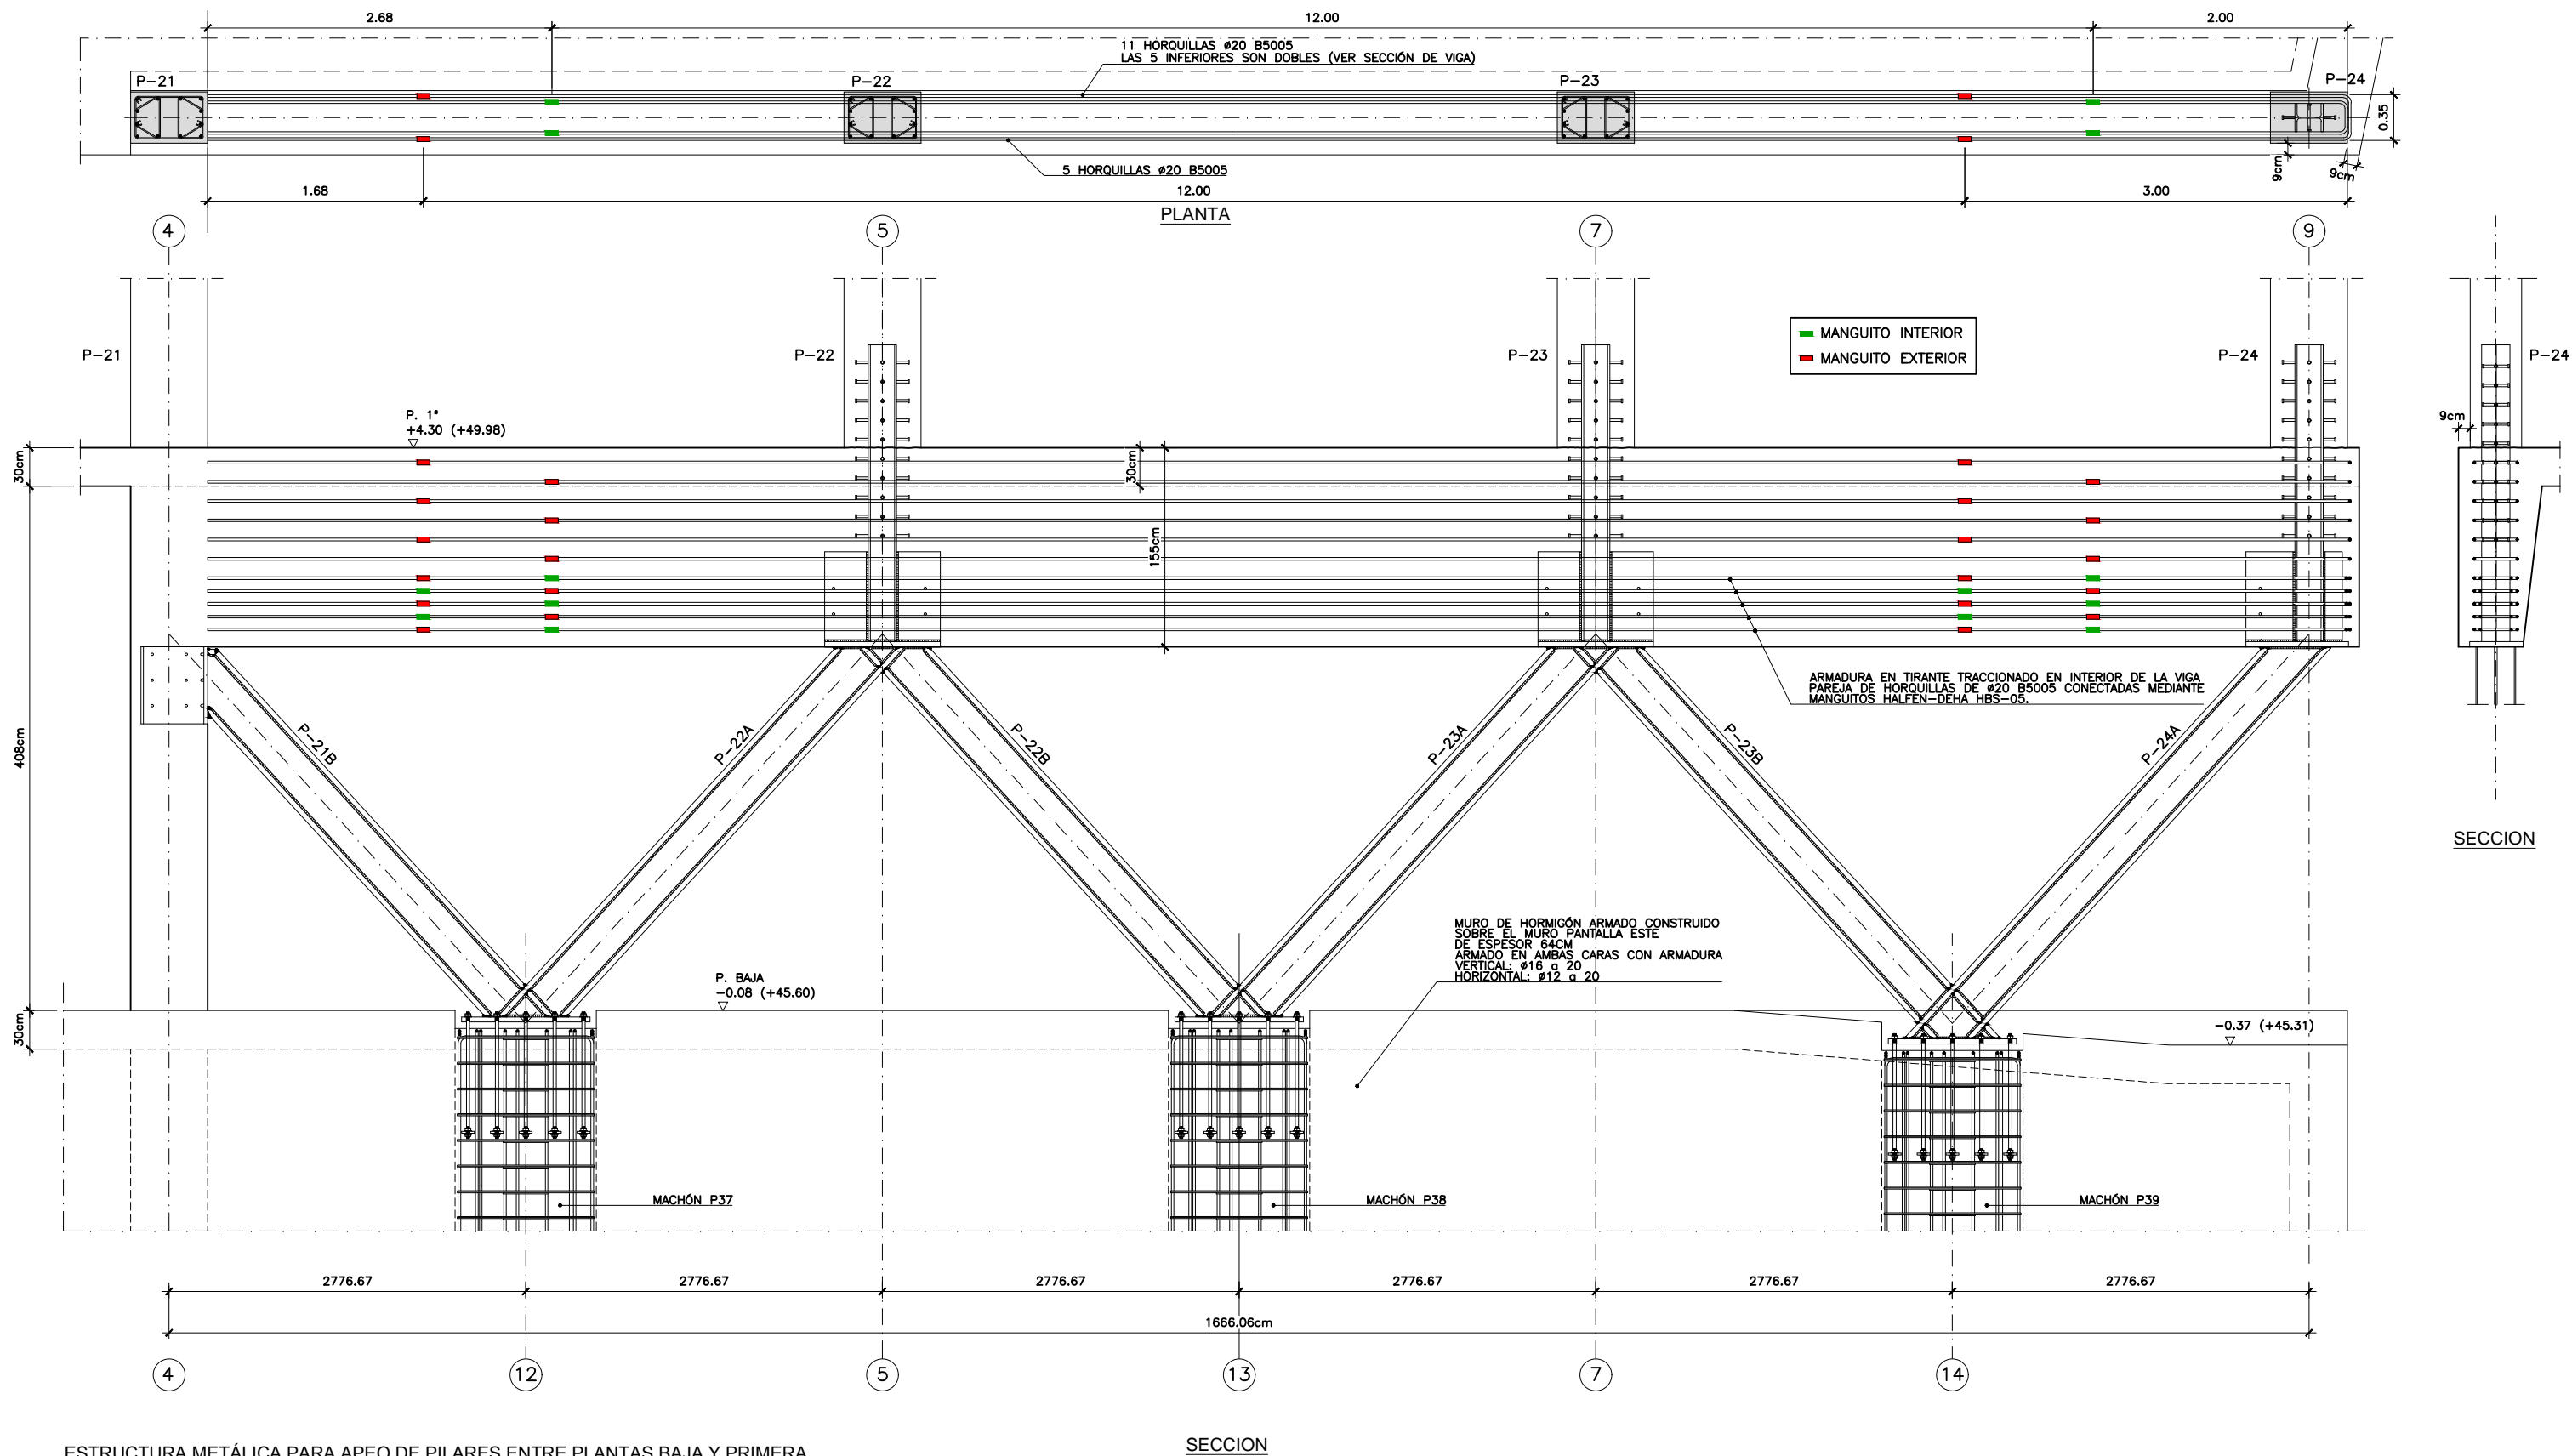 2.68
12.00
2.00
11 HORQUILLAS ø20 B5005
LAS 5 INFERIORES SON DOBLES (VER SECCIÓN DE VIGA)
P-21
P-22
P-23
P-24
0.35
9cm
9cm
5 HORQUILLAS ø20 B5005
1.68
12.00
3.00
PLANTA
4
5
7
9
MANGUITO INTERIOR
MANGUITO EXTERIOR
P-21
P-22
P-23
P-24
P-24
P. 1ª
+4.30 (+49.98)
9cm
30cm
30cm
155cm
408cm
ARMADURA EN TIRANTE TRACCIONADO EN INTERIOR DE LA VIGA
PAREJA DE HORQUILLAS DE ø20 B5005 CONECTADAS MEDIANTE
MANGUITOS HALFEN-DEHA HBS-05.
P-21B
P-22A
P-22B
P-23A
P-23B
P-24A
SECCION
MURO DE HORMIGÓN ARMADO CONSTRUIDO
SOBRE EL MURO PANTALLA ESTE
DE ESPESOR 64CM
ARMADO EN AMBAS CARAS CON ARMADURA
VERTICAL: ø16 a 20
HORIZONTAL: ø12 a 20
P. BAJA
-0.08 (+45.60)
30cm
-0.37 (+45.31)
MACHÓN P37
MACHÓN P38
MACHÓN P39
2776.67
2776.67
2776.67
2776.67
2776.67
2776.67
1666.06cm
4
12
5
13
7
14
SECCION
ESTRUCTURA METÁLICA PARA APEO DE PILARES ENTRE PLANTAS BAJA Y PRIMERA